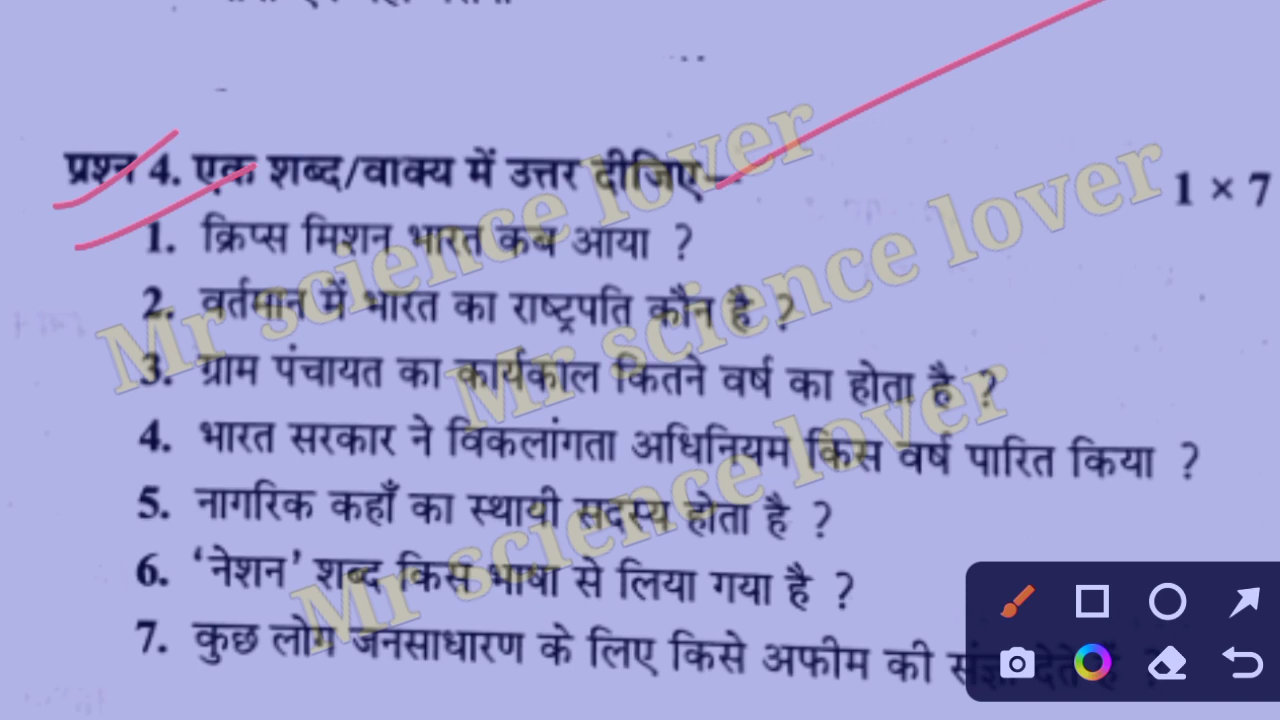 प्रश्न 4. एक शब्द/वाक्य में उत्तर दीजिए– 1 × 7
1. क्रिप्स मिशन भारत कब आया ?
2. वर्तमान में भारत का राष्ट्रपति कौन है ?
3. ग्राम पंचायत का कार्यकाल कितने वर्ष का होता है ?
4. भारत सरकार ने विकलांगता अधिनियम किस वर्ष पारित किया ?
5. नागरिक कहाँ का स्थायी सदस्य होता है ?
6. ‘नेशन’ शब्द किस भाषा से लिया गया है ?
7. कुछ लोग जनसाधारण के लिए किसे अफीम की संज्ञा देते हैं ?
Mr science lover
Mr science lover
Mr science lover